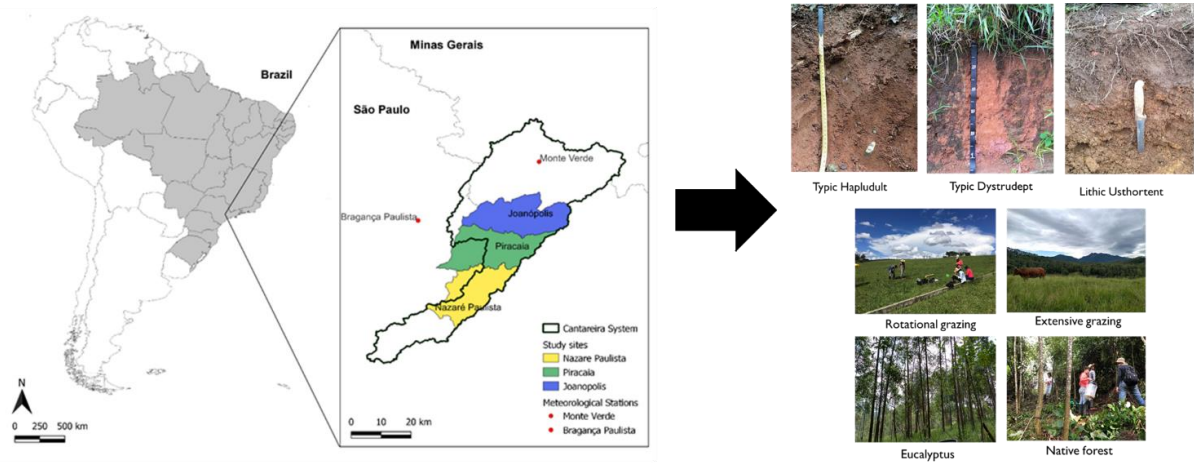 Brazil
N
0 250 500 km
Minas Gerais
São Paulo
Monte Verde
Bragança Paulista
Joanópolis
Piracaia
Nazaré Paulista
Cantareira System
Study sites
Nazare Paulista
Piracaia
Joanopolis
Meteorological Stations
Monte Verde
Bragança Paulista
0 10 20 km
Typic Hapludult
Typic Dystrudept
Lithic Usthortent
Rotational grazing
Extensive grazing
Eucalyptus
Native forest